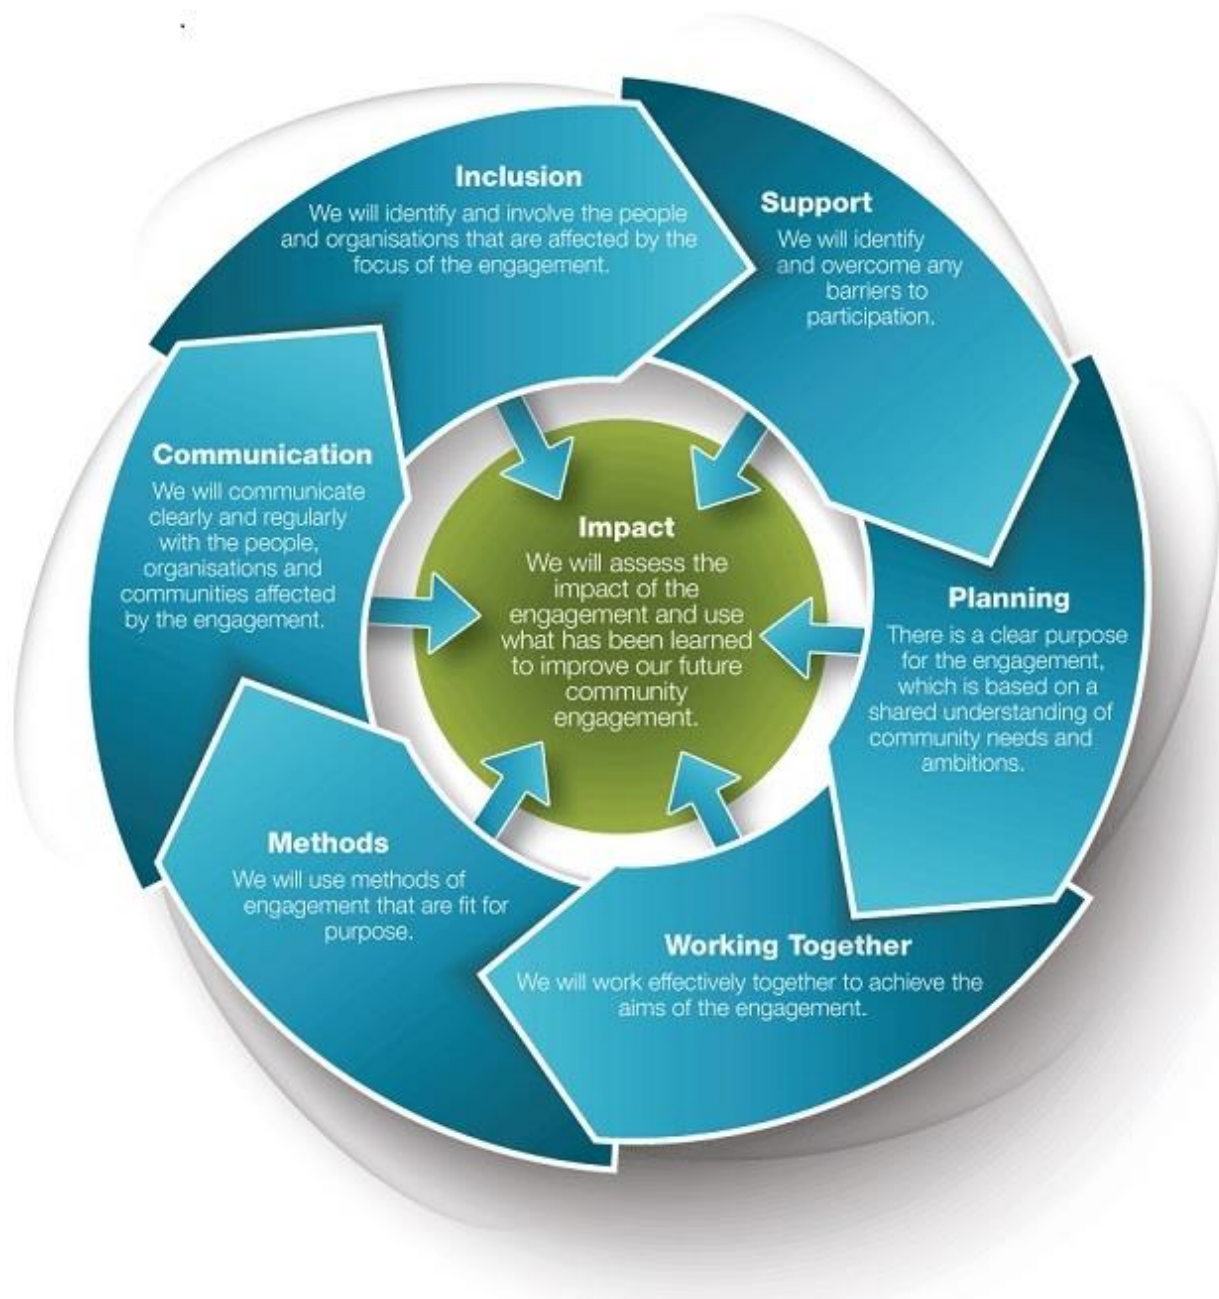 Inclusion
We will identify and involve the people
and organisations that are affected by the
focus of the engagement.
Support
We will identify
and overcome any
barriers to
participation.
Planning
There is a clear purpose
for the engagement,
which is based on a
shared understanding of
community needs and
ambitions.
Working Together
We will work effectively together to achieve the
aims of the engagement.
Methods
We will use methods of
engagement that are fit for
purpose.
Communication
We will communicate
clearly and regularly
with the people,
organisations and
communities affected
by the engagement.
Impact
We will assess the
impact of the
engagement and use
what has been learned
to improve our future
community
engagement.